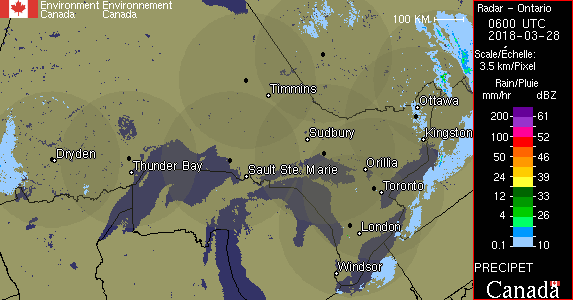 Environment Environnement
Canada Canada
100 KM
Timmins
Ottawa
Sudbury
Kingston
Dryden
Thunder Bay
Sault Ste. Marie
Orillia
Toronto
London
Windsor
Radar - Ontario
0600 UTC
2018-03-28
Scale/Échelle:
3.5 km/Pixel
Rain/Pluie
mm/hr dBZ
200 61
100 52
50 46
24 39
12 33
4 26
0.1 10
PRECIPET
Canada